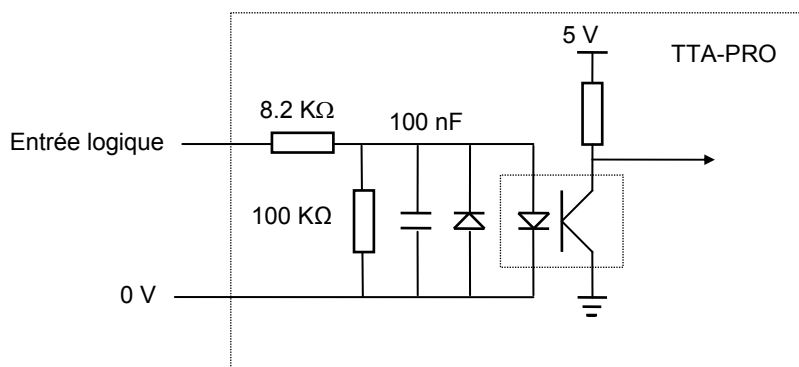 5 V
TTA-PRO
8.2 KΩ
100 nF
Entrée logique
100 KΩ
0 V